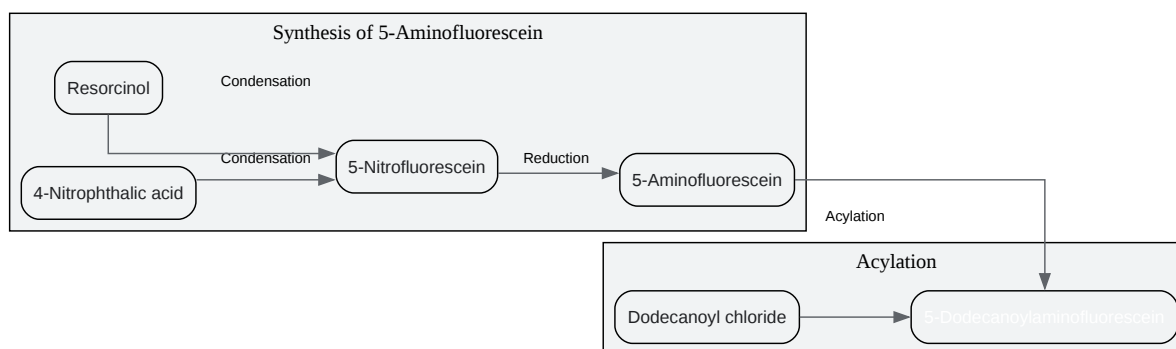 Synthesis of 5-Aminofluorescein
Resorcinol
Condensation
Condensation
4-Nitrophthalic acid
5-Nitrofluorescein
Reduction
5-Aminofluorescein
Acylation
Acylation
Dodecanoyl chloride
5-Dodecanoylaminofluorescein